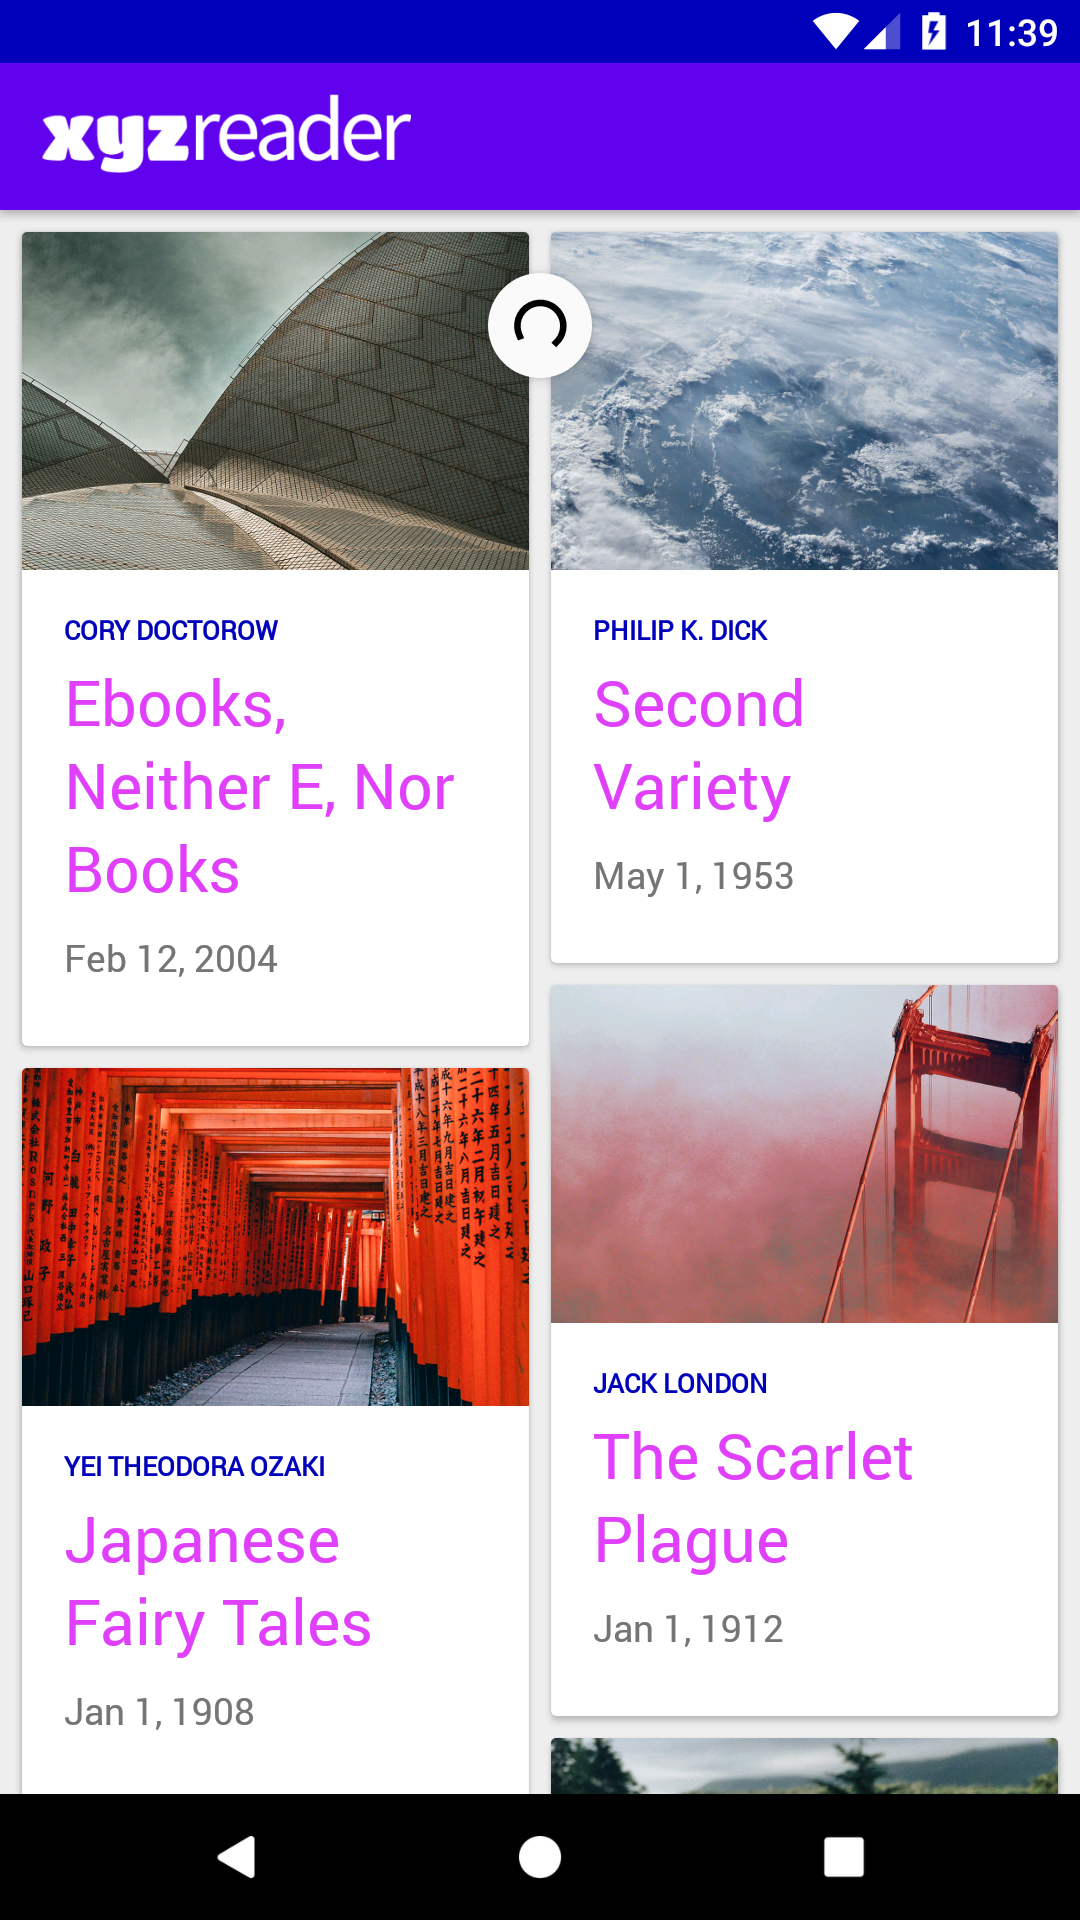 11:39
xyzreader
CORY DOCTOROW
Ebooks,
Neither E, Nor
Books
Feb 12, 2004
PHILIP K. DICK
Second
Variety
May 1, 1953
YEI THEODORA OZAKI
Japanese
Fairy Tales
Jan 1, 1908
JACK LONDON
The Scarlet
Plague
Jan 1, 1912